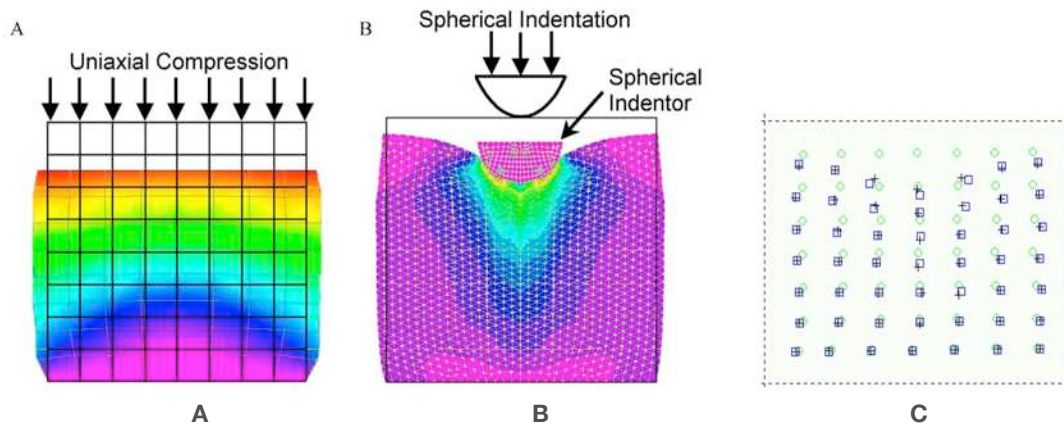 A
Uniaxial Compression
B
Spherical Indentation
Spherical
Indentor
A
B
C